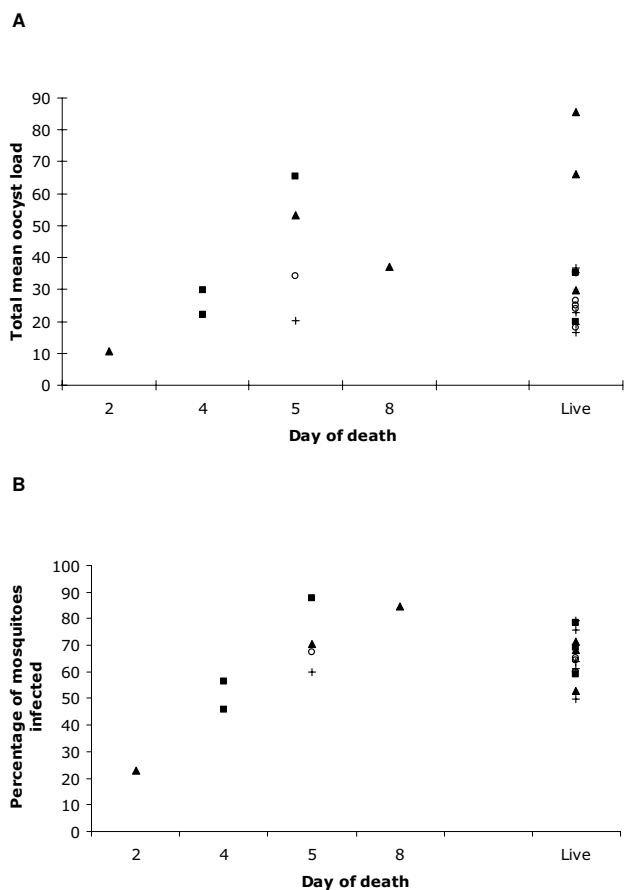 A
90
80
70
60
50
40
30
20
10
0
Total mean oocyst load
2 4 5 8 Live
Day of death
B
100
90
80
70
60
50
40
30
20
10
0
Percentage of mosquitoes
infected
2 4 5 8 Live
Day of death